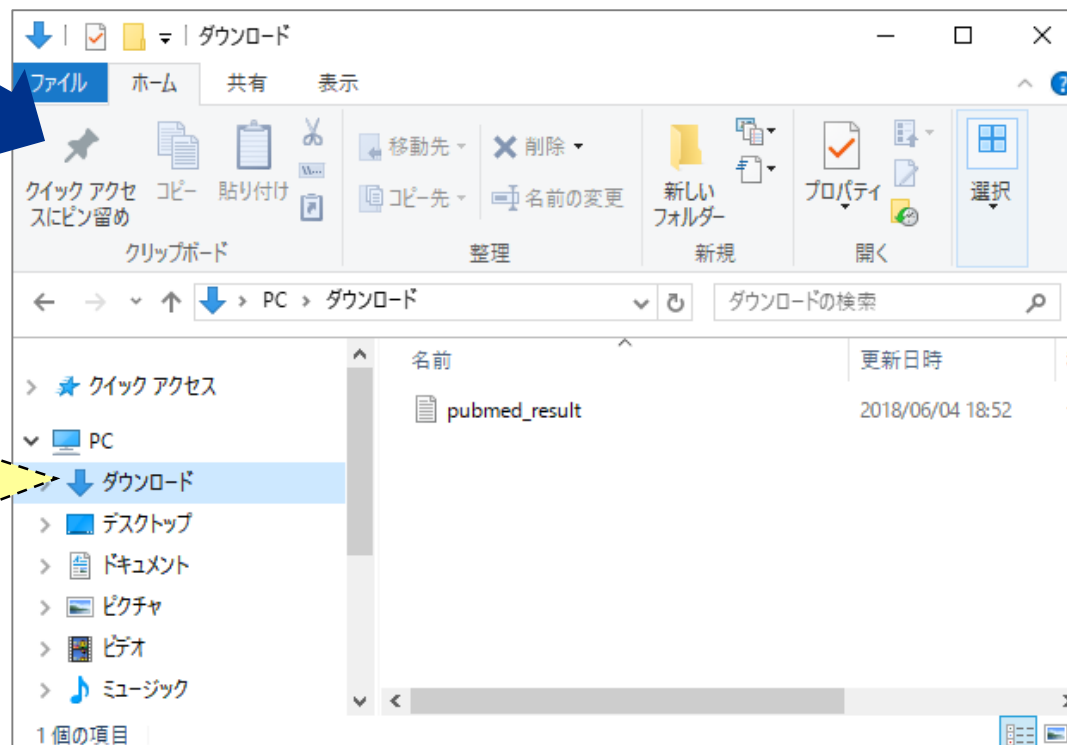 ダウンロード
ファイル ホーム 共有 表示
クイック アクセ
スにピン留め
コピー
貼り付け
移動先
コピー先
削除
名前の変更
新しい
フォルダー
プロパティ
選択
クリップボード 整理 新規 開く
PC ダウンロード
ダウンロードの検索
名前 更新日時
クイック アクセス
pubmed_result 2018/06/04 18:52
PC
ダウンロード
デスクトップ
ドキュメント
ピクチャ
ビデオ
ミュージック
1 個の項目